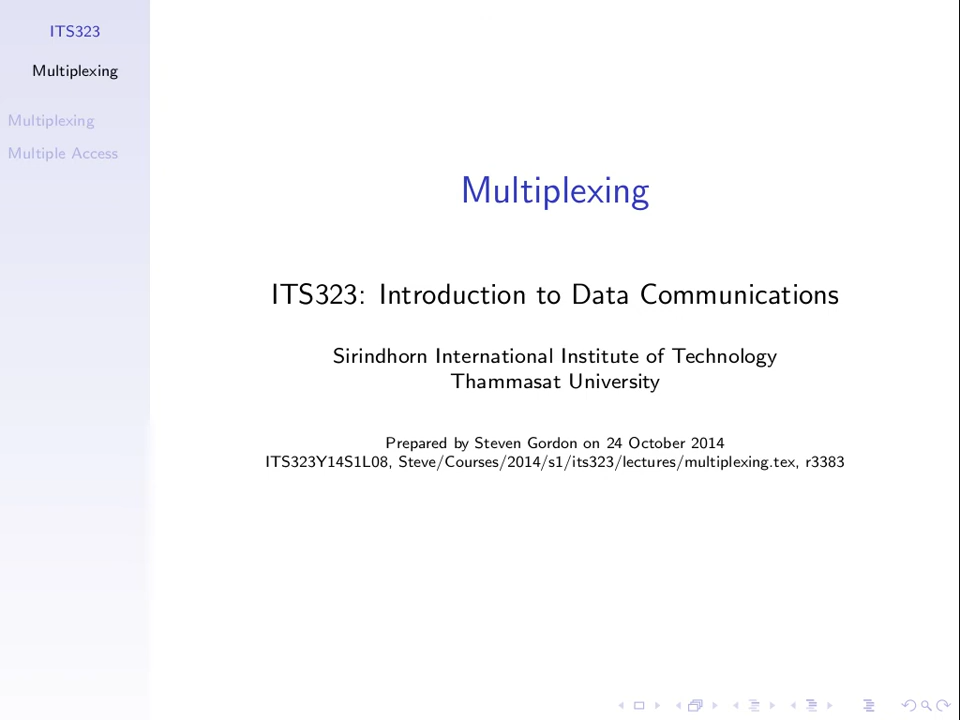 ITS323
Multiplexing
Multiplexing
Multiple Access
Multiplexing
ITS323: Introduction to Data Communications
Sirindhorn International Institute of Technology
Thammasat University
Prepared by Steven Gordon on 24 October 2014
ITS323Y14S1L08, Steve/Courses/2014/s1/its323/lectures/multiplexing.tex, r3383